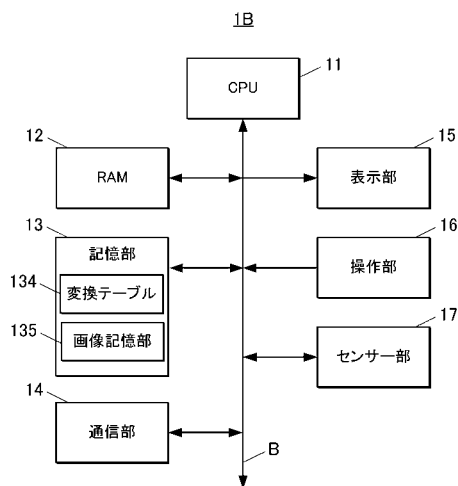 1B
11
CPU
12
RAM
15
表示部
13
記憶部
134
変換テーブル
135
画像記憶部
16
操作部
17
センサー部
14
通信部
B